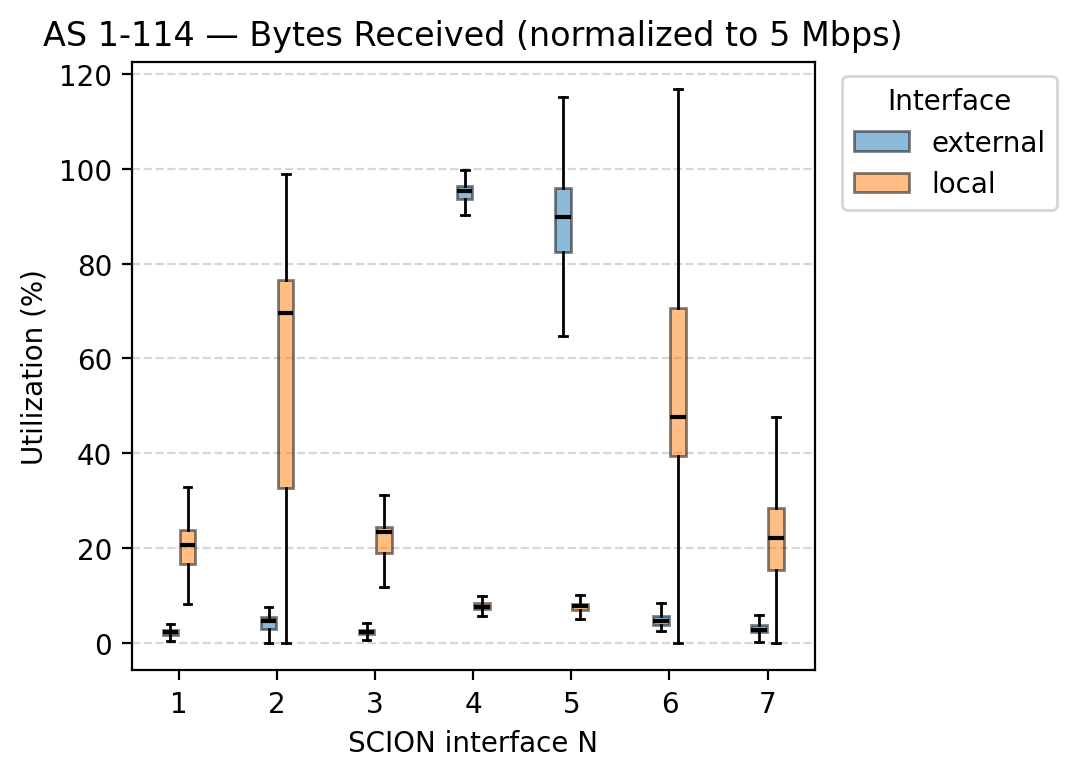 AS 1-114 — Bytes Received (normalized to 5 Mbps)
120
100
80
60
40
20
0
Utilization (%)
1 2 3 4 5 6 7
SCION interface N
Interface
external
local